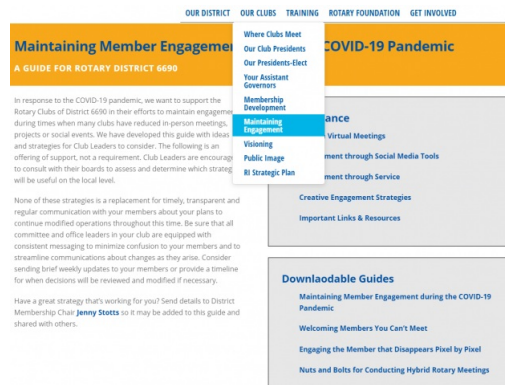 OUR DISTRICT OUR CLUBS TRAINING ROTARY FOUNDATION GET INVOLVED
Where Clubs Meet
Our Club Presidents
Our Presidents-Elect
Your Assistant
Governors
Membership
Development
Maintaining
Engagement
Visioning
Public Image
RI Strategic Plan
Maintaining Member Engagemen COVID-19 Pandemic
A GUIDE FOR ROTARY DISTRICT 6690
In response to the COVID-19 pandemic, we want to support the
Rotary Clubs of District 6690 in their efforts to maintain engagemen
during times when many clubs have reduced in-person meetings,
projects or social events. We have developed this guide with ideas
and strategies for Club Leaders to consider. The following is an
offering of support, not a requirement. Club Leaders are encourag
to consult with their boards to assess and determine which strateg
will be useful on the local level.
None of these strategies is a replacement for timely, transparent and
regular communication with your members about your plans to
continue modified operations throughout this time. Be sure that all
committee and office leaders in your club are equipped with
consistent messaging to minimize confusion to your members and to
streamline communications about changes as they arise. Consider
sending brief weekly updates to your members or provide a timeline
for when decisions will be reviewed and modified if necessary.
Have a great strategy that's working for you? Send details to District
Membership Chair Jenny Stotts so it may be added to this guide and
shared with others.
ance
Virtual Meetings
ment through Social Media Tools
ment through Service
Creative Engagement Strategies
Important Links & Resources
Downlaodable Guides
Maintaining Member Engagement during the COVID-19
Pandemic
Welcoming Members You Can't Meet
Engaging the Member that Disappears Pixel by Pixel
Nuts and Bolts for Conducting Hybrid Rotary Meetings